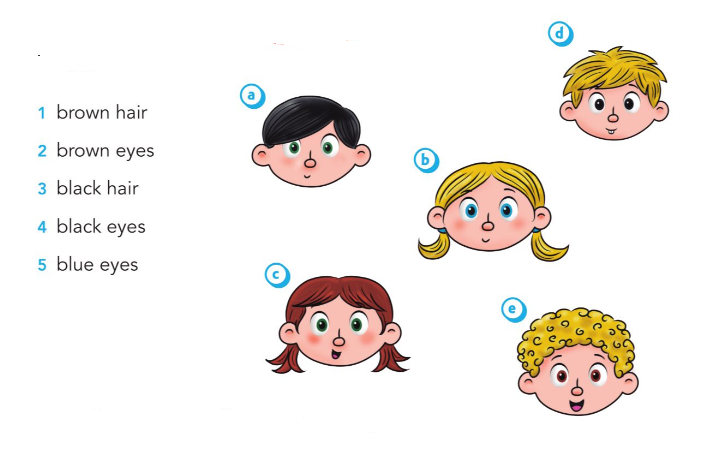 1 brown hair
2 brown eyes
3 black hair
4 black eyes
5 blue eyes
a
b
c
d
e